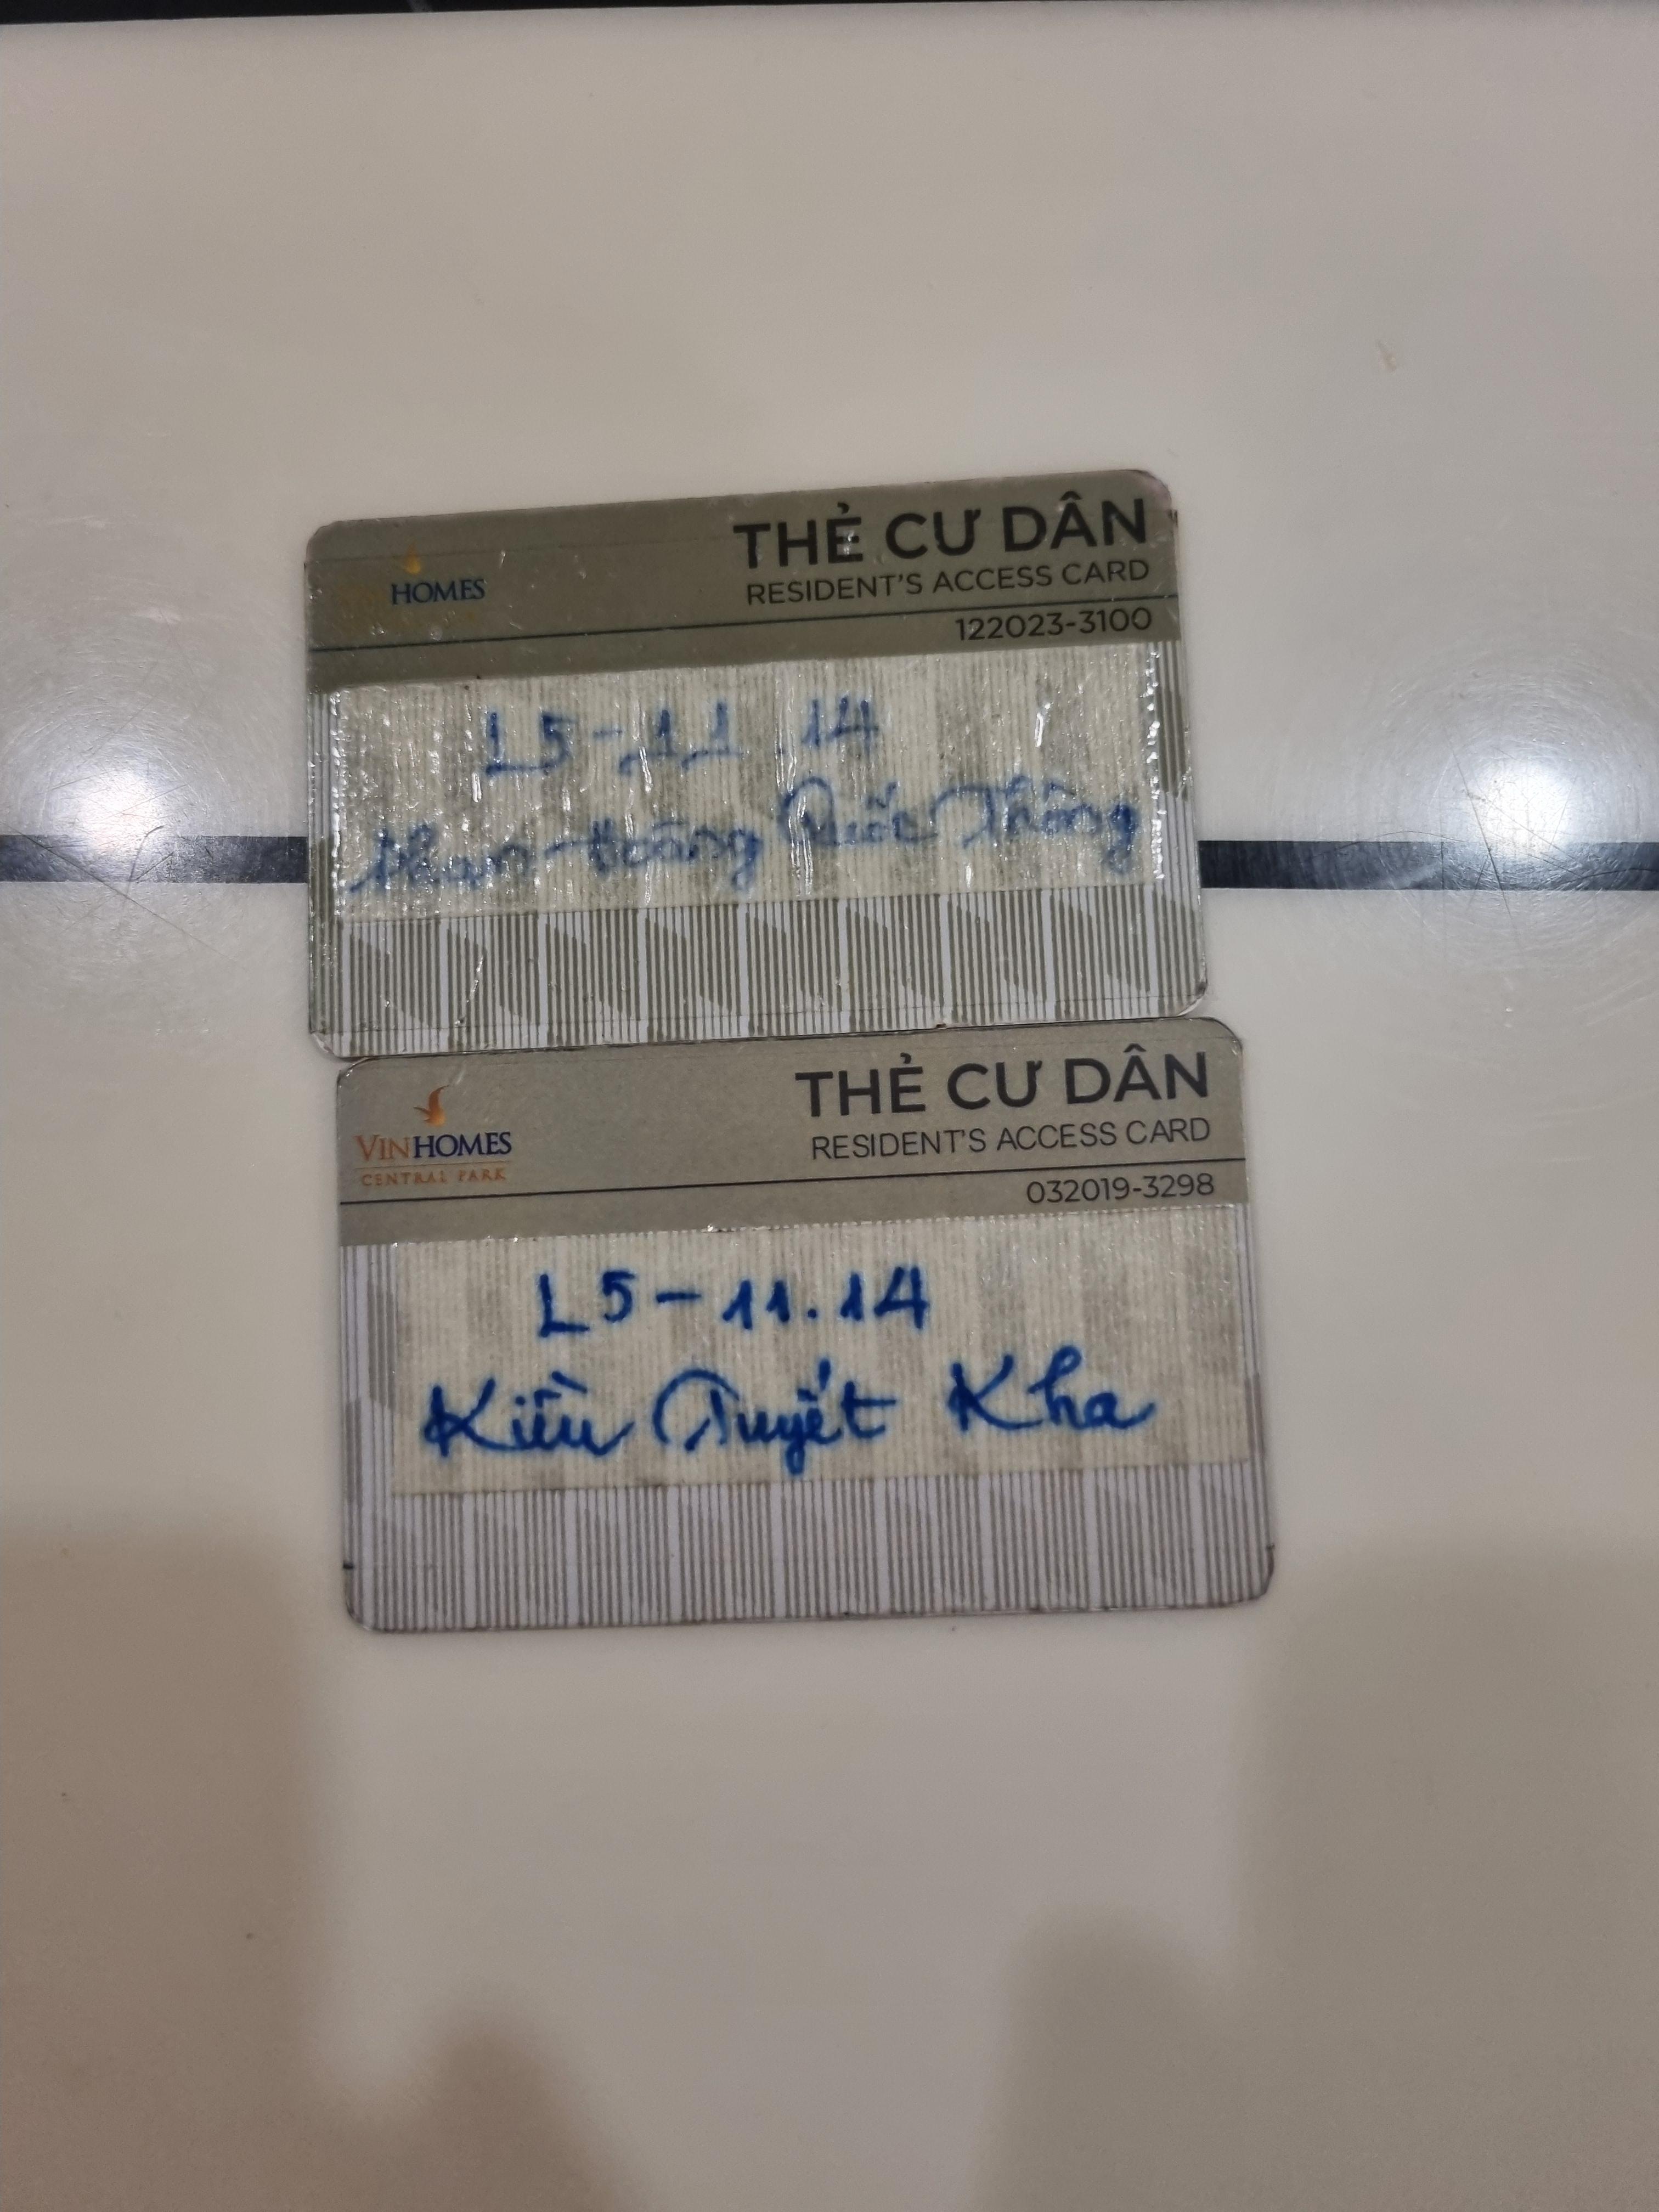 HOMES
THẺ CƯ DÂN
RESIDENT'S ACCESS CARD
122023-3100
L5-11 14
Phan Hoàng Quốc Thông
VINHOMES
CENTRAL PARK
THẺ CƯ DÂN
RESIDENT'S ACCESS CARD
032019-3298
L5-11.14
Kiều Tuyết Kha